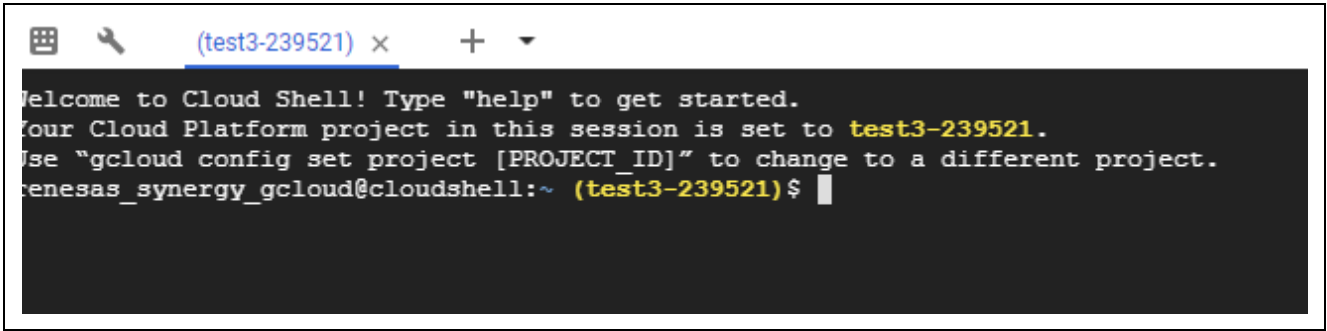 (test3-239521)
Welcome to Cloud Shell! Type "help" to get started.
Your Cloud Platform project in this session is set to test3-239521.
Use “gcloud config set project [PROJECT_ID]” to change to a different project.
renesas_synergy_gcloud@cloudshell:~ (test3-239521)$